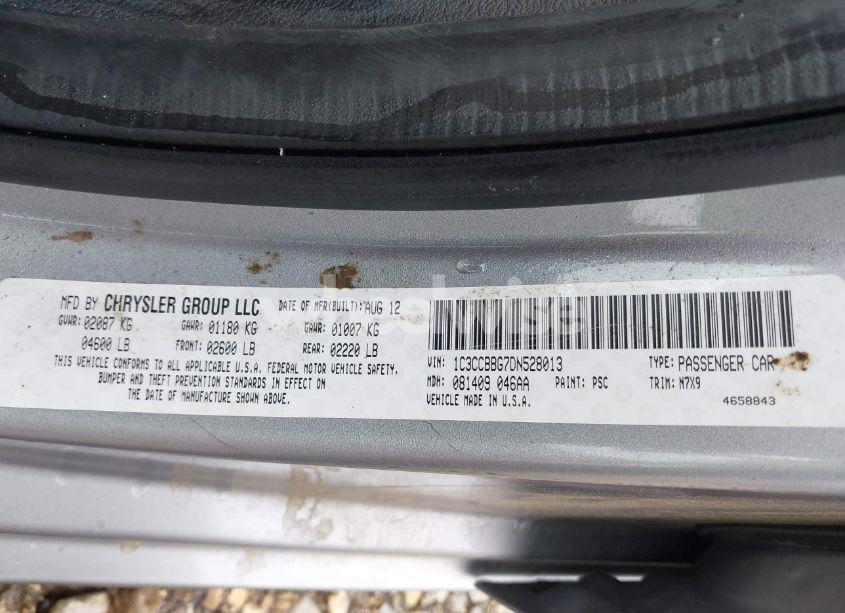 MFD BY CHRYSLER GROUP LLC DATE OF MFR(BUILT): AUG 12
GVWR: 02087 KG GAWR: 01180 KG GAWR: 01007 KG
04600 LB FRONT: 02600 LB REAR: 02220 LB
THIS VEHICLE CONFORMS TO ALL APPLICABLE U.S.A. FEDERAL MOTOR VEHICLE SAFETY,
BUMPER AND THEFT PREVENTION STANDARDS IN EFFECT ON
THE DATE OF MANUFACTURE SHOWN ABOVE.
VIN: 1C3CCBBG7DN528013 TYPE: PASSENGER CAR
MDH: 081409 046AA PAINT: PSC TRIM: N7X9
VEHICLE MADE IN U.S.A. 4658843